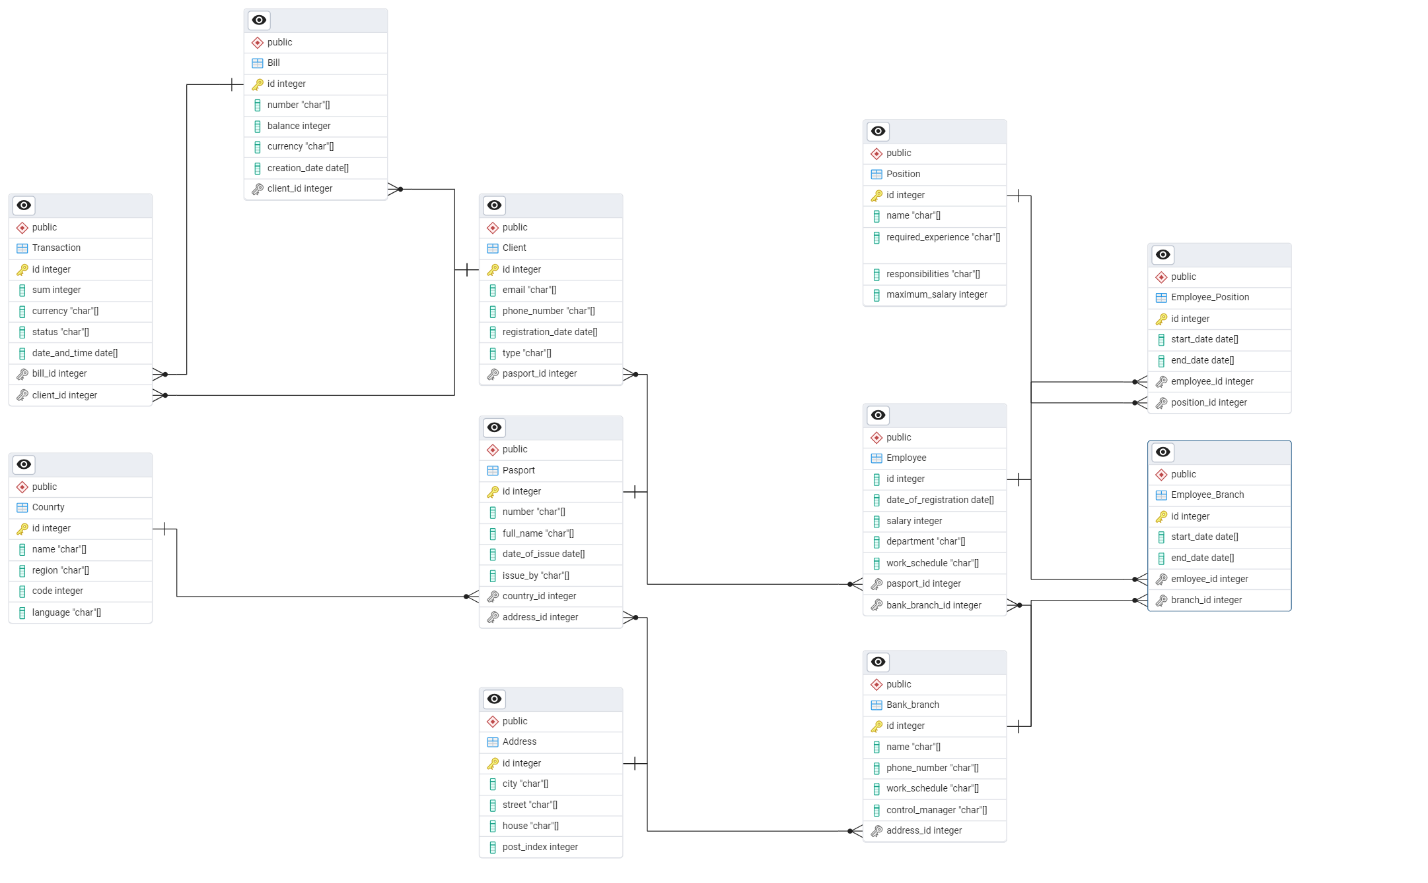 public
Bill
id integer
number "char"[]
balance integer
currency "char"[]
creation_date date[]
client_id integer
public
Transaction
id integer
sum integer
currency "char"[]
status "char"[]
date_and_time date[]
bill_id integer
client_id integer
public
Client
id integer
email "char"[]
phone_number "char"[]
registration_date date[]
type "char"[]
pasport_id integer
public
Counrty
id integer
name "char"[]
region "char"[]
code integer
language "char"[]
public
Pasport
id integer
number "char"[]
full_name "char"[]
date_of_issue date[]
issue_by "char"[]
country_id integer
address_id integer
public
Address
id integer
city "char"[]
street "char"[]
house "char"[]
post_index integer
public
Position
id integer
name "char"[]
required_experience "char"[]
responsibilities "char"[]
maximum_salary integer
public
Employee
id integer
date_of_registration date[]
salary integer
department "char"[]
work_schedule "char"[]
pasport_id integer
bank_branch_id integer
public
Bank_branch
id integer
name "char"[]
phone_number "char"[]
work_schedule "char"[]
control_manager "char"[]
address_id integer
public
Employee_Position
id integer
start_date date[]
end_date date[]
employee_id integer
position_id integer
public
Employee_Branch
id integer
start_date date[]
end_date date[]
emloyee_id integer
branch_id integer